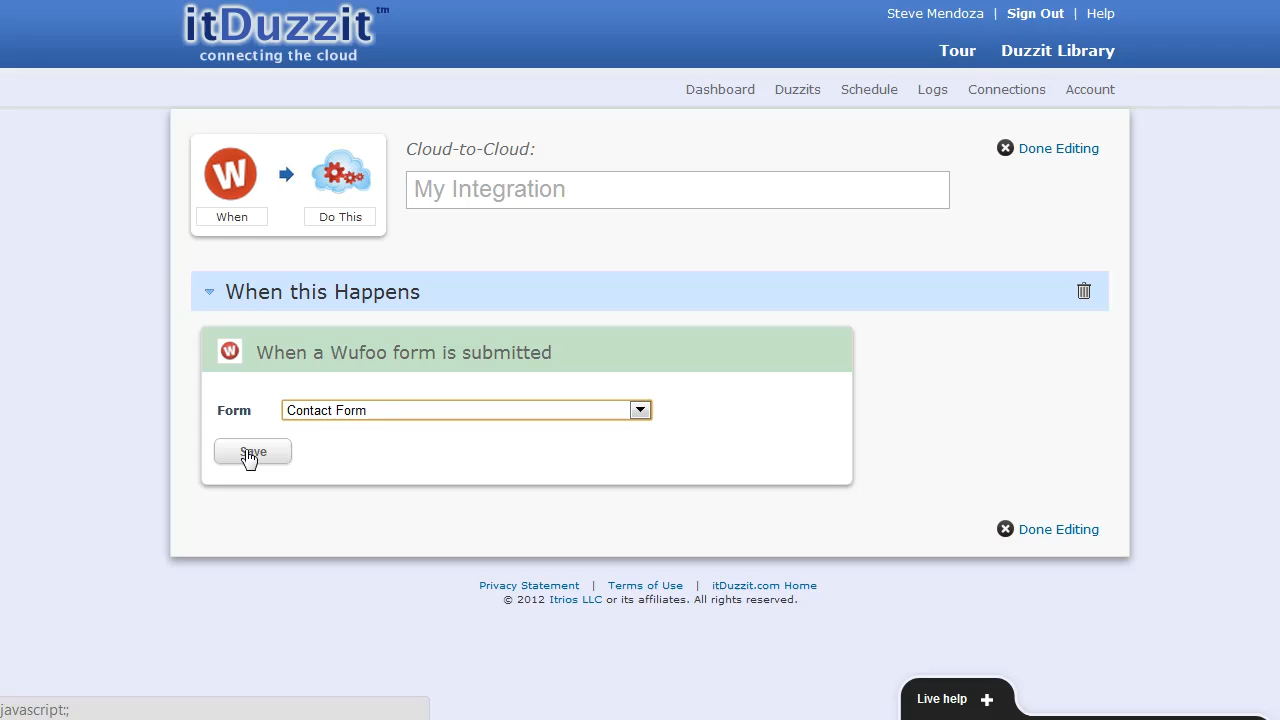 itDuzzit™
connecting the cloud
Steve Mendoza | Sign Out | Help
Tour Duzzit Library
Dashboard Duzzits Schedule Logs Connections Account
W
When
Do This
Cloud-to-Cloud:
My Integration
Done Editing
When this Happens
W When a Wufoo form is submitted
Form Contact Form
Save
Done Editing
Privacy Statement | Terms of Use | itDuzzit.com Home
© 2012 Itrios LLC or its affiliates. All rights reserved.
javascript:;
Live help